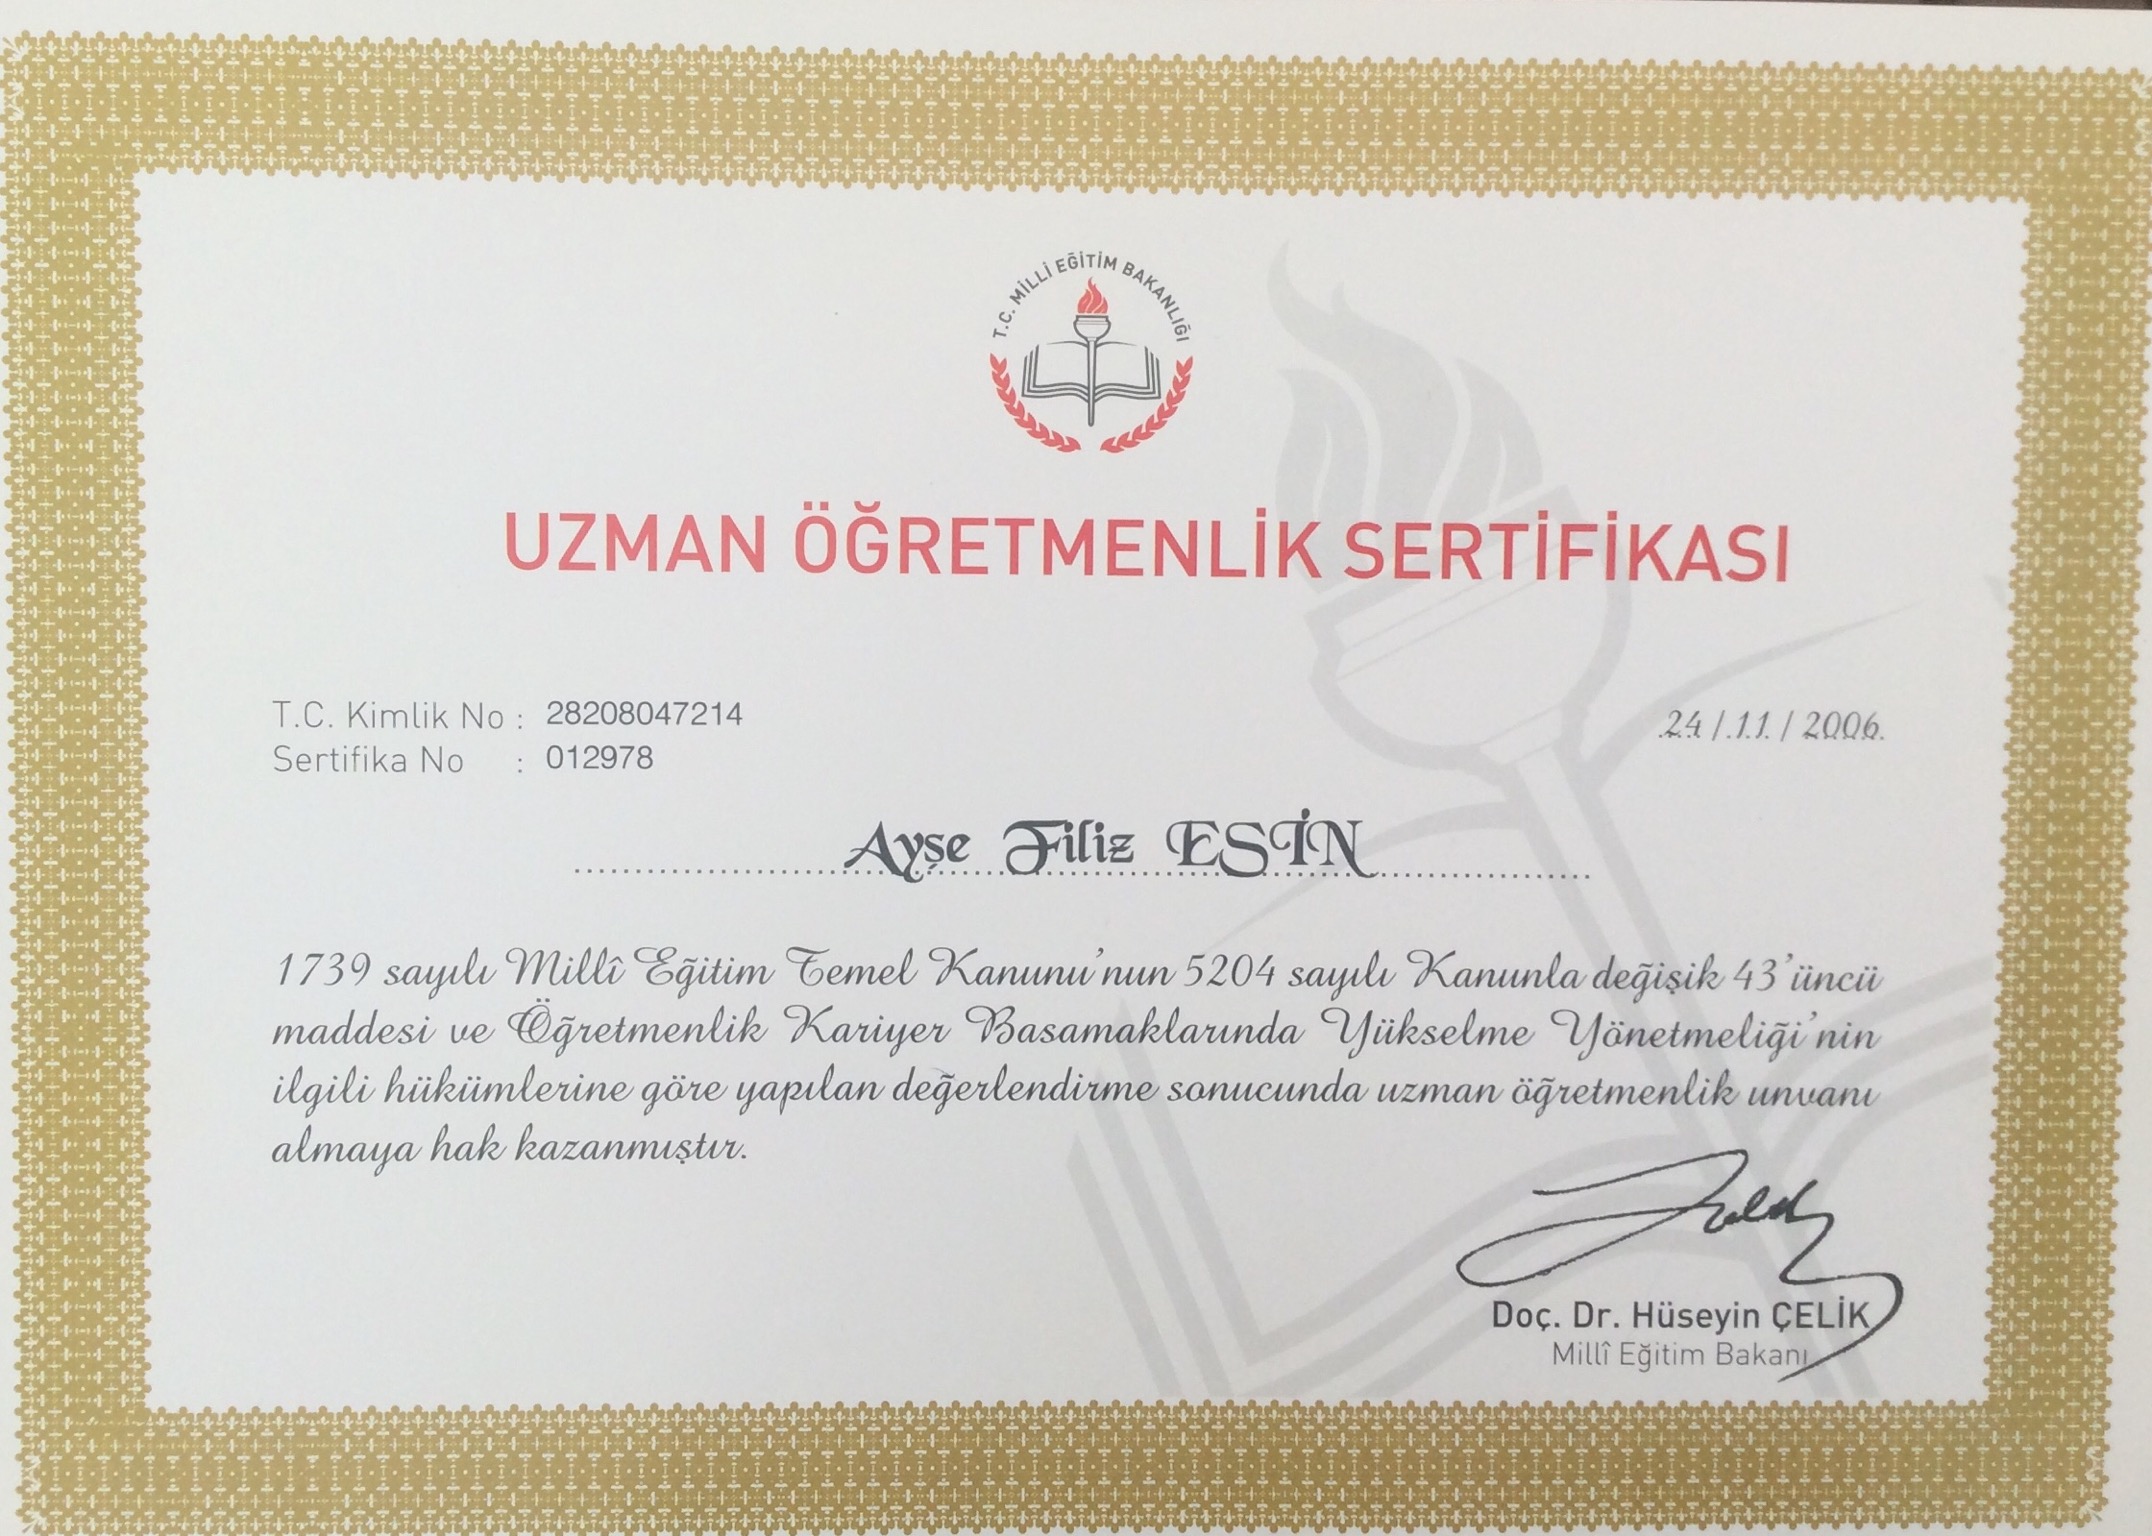 T.C. MİLLİ EĞİTİM BAKANLIĞI
UZMAN ÖĞRETMENLİK SERTİFİKASI
T.C. Kimlik No : 28208047214
24 / 11 / 2006
Sertifika No : 012978
Ayşe Filiz ESİN
1739 sayılı Millî Eğitim Temel Kanunu'nun 5204 sayılı Kanunla değişik 43'üncü
maddesi ve Öğretmenlik Kariyer Basamaklarında Yükselme Yönetmeliği'nin
ilgili hükümlerine göre yapılan değerlendirme sonucunda uzman öğretmenlik unvanı
almaya hak kazanmıştır.
Doç. Dr. Hüseyin ÇELİK
Millî Eğitim Bakanı